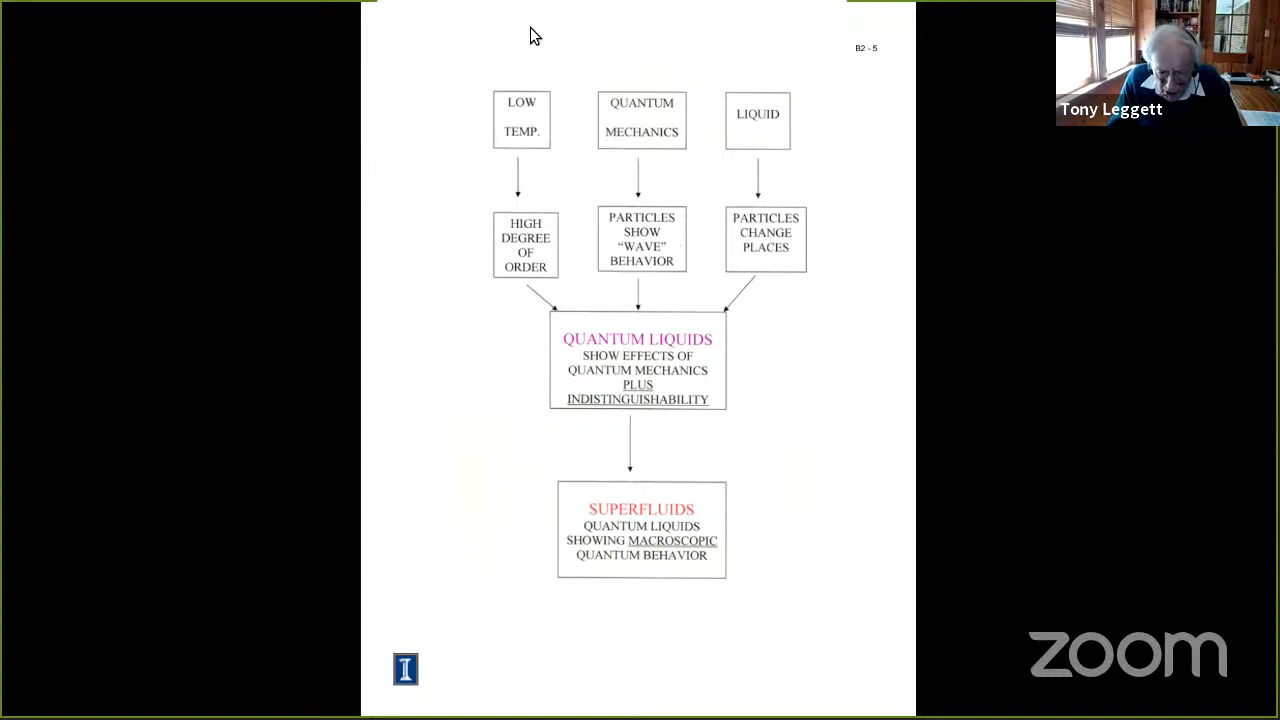 B2 - 5
Tony Leggett
LOW
TEMP.
QUANTUM
MECHANICS
LIQUID
HIGH
DEGREE
OF
ORDER
PARTICLES
SHOW
“WAVE”
BEHAVIOR
PARTICLES
CHANGE
PLACES
QUANTUM LIQUIDS
SHOW EFFECTS OF
QUANTUM MECHANICS
PLUS
INDISTINGUISHABILITY
SUPERFLUIDS
QUANTUM LIQUIDS
SHOWING MACROSCOPIC
QUANTUM BEHAVIOR
I
zoom